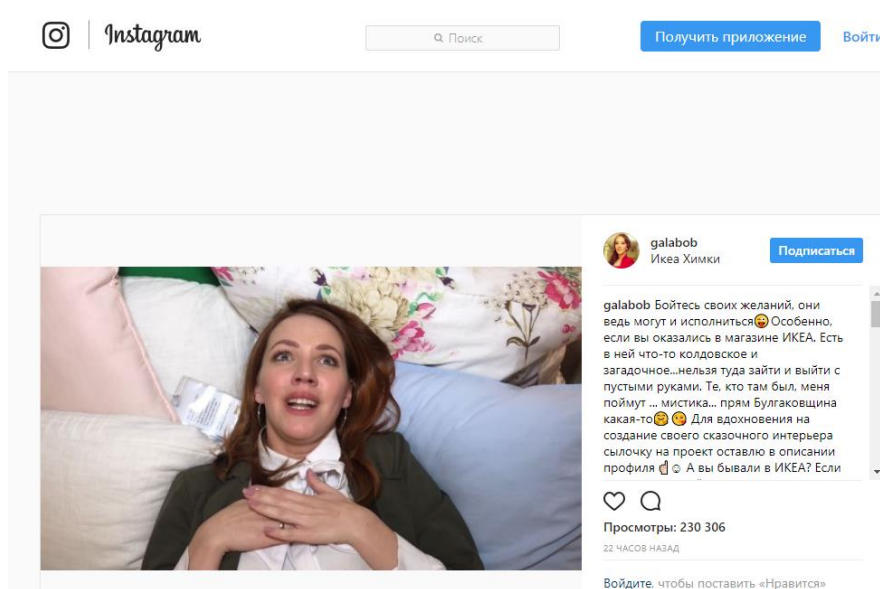 Instagram
Поиск
Получить приложение
Войти
galabob
Икеа Химки
Подписаться
galabob Бойтесь своих желаний, они
ведь могут и исполниться😜Особенно,
если вы оказались в магазине ИКЕА. Есть
в ней что-то колдовское и
загадочное...нельзя туда зайти и выйти с
пустыми руками. Те, кто там был, меня
поймут ... мистика... прям Булгаковщина
какая-то🤗😘 Для вдохновения на
создание своего сказочного интерьера
сылочку на проект оставлю в описании
профиля ☝☺ А вы бывали в ИКЕА? Если
Просмотры: 230 306
22 ЧАСОВ НАЗАД
Войдите, чтобы поставить «Нравится»